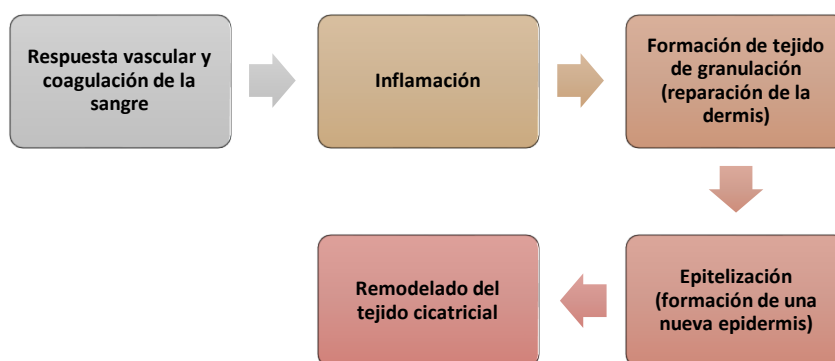 Respuesta vascular y
coagulación de la
sangre
Inflamación
Formación de tejido
de granulación
(reparación de la
dermis)
Epitelización
(formación de una
nueva epidermis)
Remodelado del
tejido cicatricial